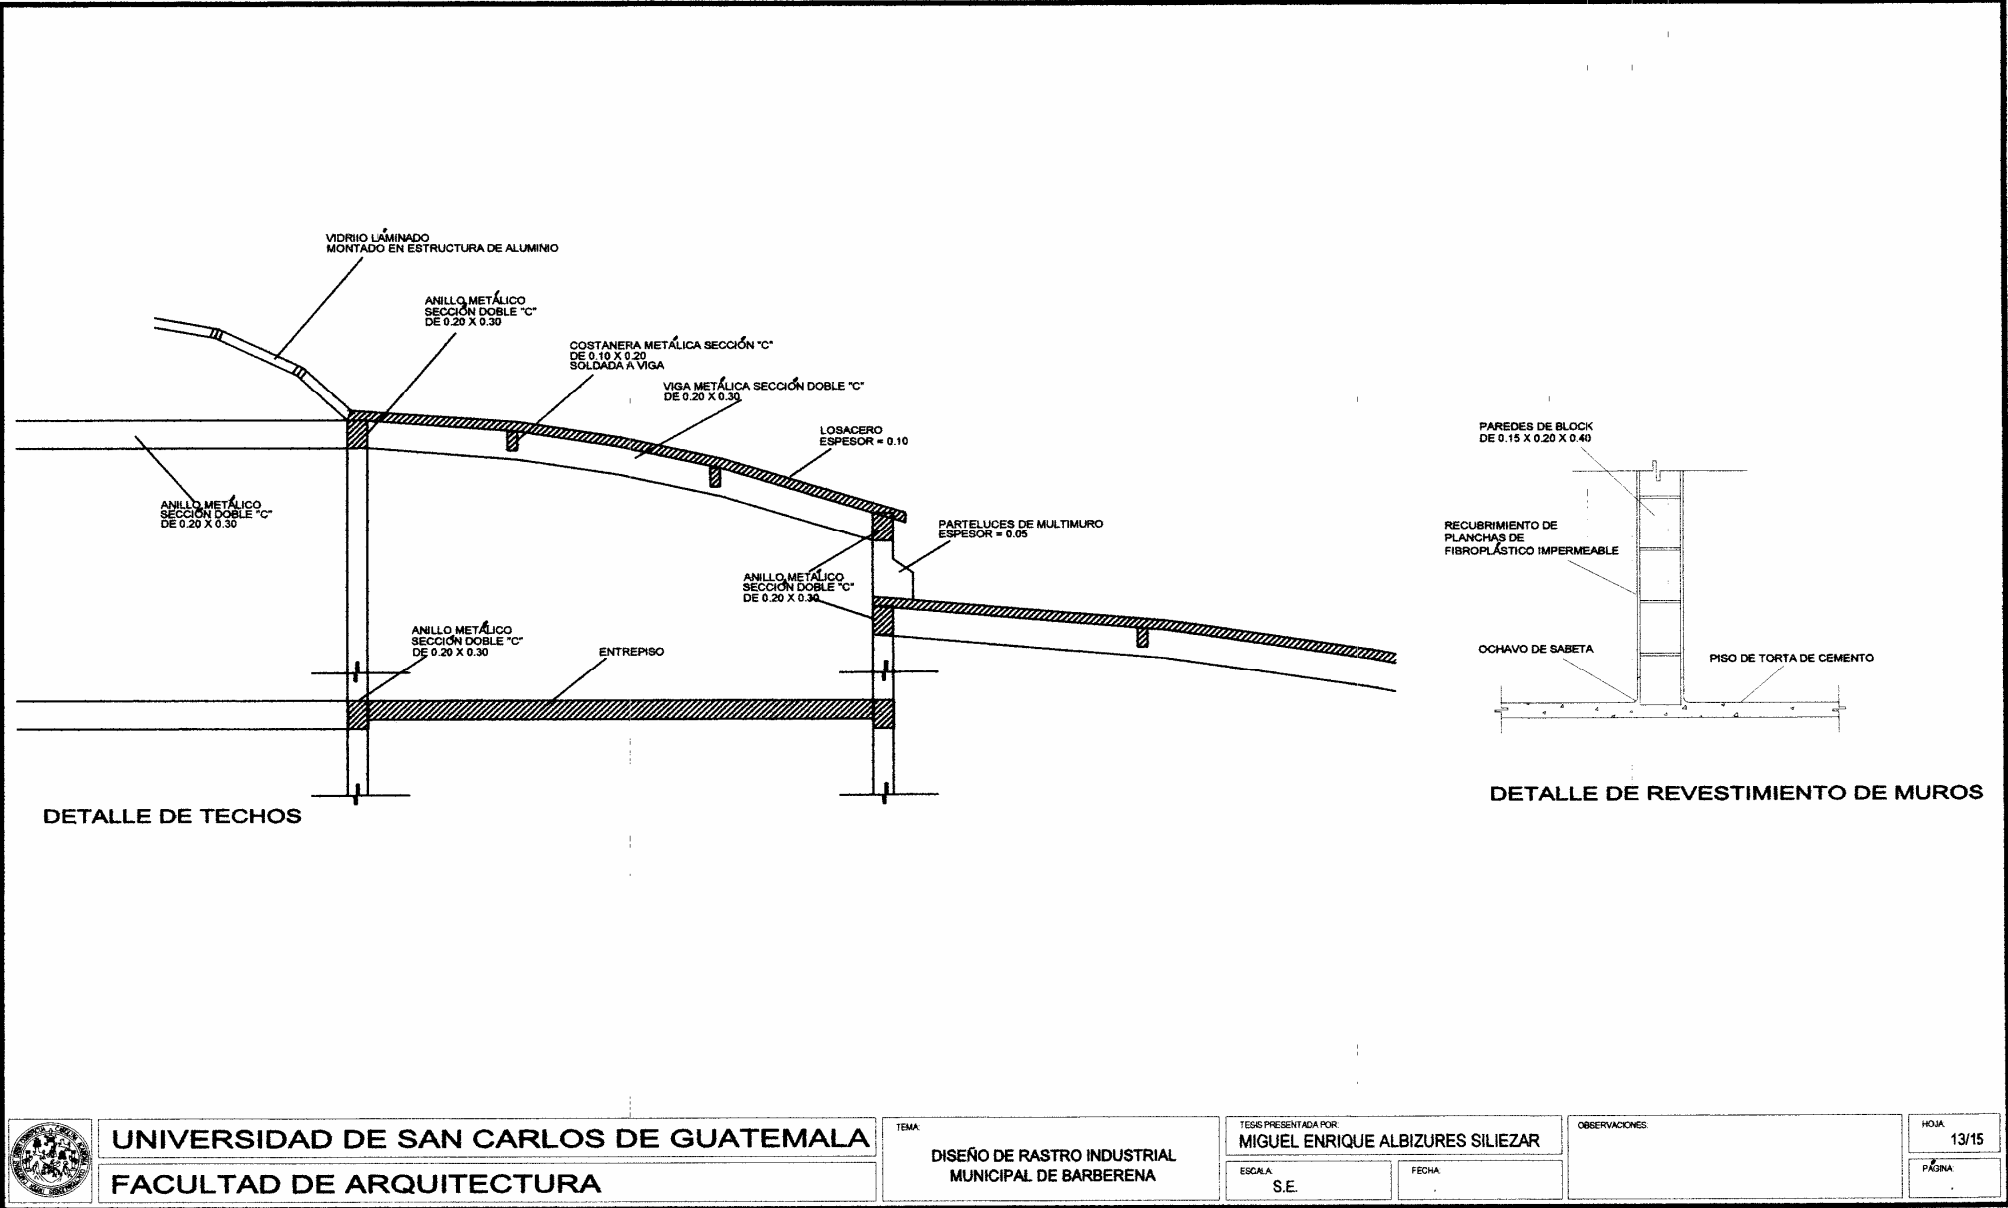 VIDRIIO LÁMINADO
MONTADO EN ESTRUCTURA DE ALUMINIO
ANILLO METÁLICO
SECCIÓN DOBLE "C"
DE 0.20 X 0.30
COSTANERA METÁLICA SECCIÓN "C"
DE 0.10 X 0.20
SOLDADA A VIGA
VIGA METÁLICA SECCIÓN DOBLE "C"
DE 0.20 X 0.30
LOSACERO
ESPESOR = 0.10
ANILLO METÁLICO
SECCIÓN DOBLE "C"
DE 0.20 X 0.30
PARTELUCES DE MULTIMURO
ESPESOR = 0.05
ANILLO METÁLICO
SECCIÓN DOBLE "C"
DE 0.20 X 0.30
ANILLO METÁLICO
SECCIÓN DOBLE "C"
DE 0.20 X 0.30
ENTREPISO
DETALLE DE TECHOS
PAREDES DE BLOCK
DE 0.15 X 0.20 X 0.40
RECUBRIMIENTO DE
PLANCHAS DE
FIBROPLÁSTICO IMPERMEABLE
OCHAVO DE SABETA
PISO DE TORTA DE CEMENTO
DETALLE DE REVESTIMIENTO DE MUROS
UNIVERSIDAD DE SAN CARLOS DE GUATEMALA
FACULTAD DE ARQUITECTURA
TEMA:
DISEÑO DE RASTRO INDUSTRIAL
MUNICIPAL DE BARBERENA
TESIS PRESENTADA POR:
MIGUEL ENRIQUE ALBIZURES SILIEZAR
ESCALA
S.E.
FECHA
OBSERVACIONES:
HOJA
13/15
PÁGINA